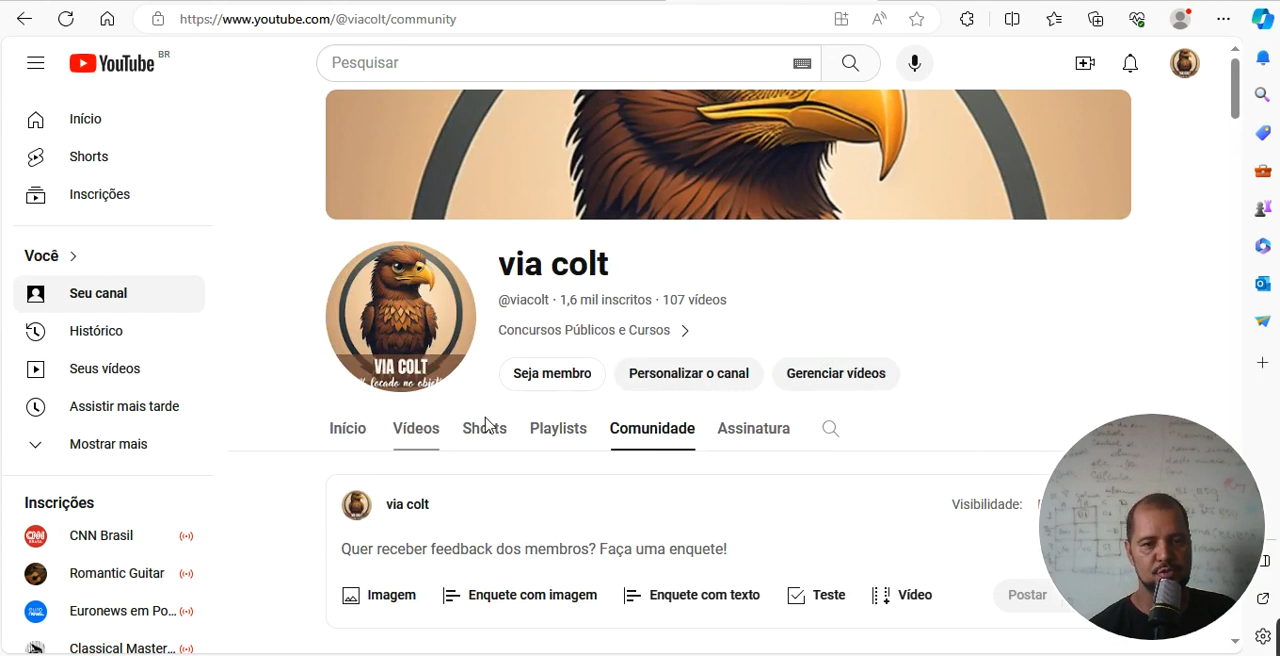 https://www.youtube.com/@viacolt/community
YouTube BR
Pesquisar
Início
Shorts
Inscrições
Você
Seu canal
Histórico
Seus vídeos
Assistir mais tarde
Mostrar mais
Inscrições
CNN Brasil
Romantic Guitar
Euronews em Po...
Classical Master...
via colt
@viacolt · 1,6 mil inscritos · 107 vídeos
Concursos Públicos e Cursos
VIA COLT
Seja membro
Personalizar o canal
Gerenciar vídeos
Início Vídeos Shorts Playlists Comunidade Assinatura
via colt
Visibilidade:
Quer receber feedback dos membros? Faça uma enquete!
Imagem Enquete com imagem Enquete com texto Teste Vídeo
Postar